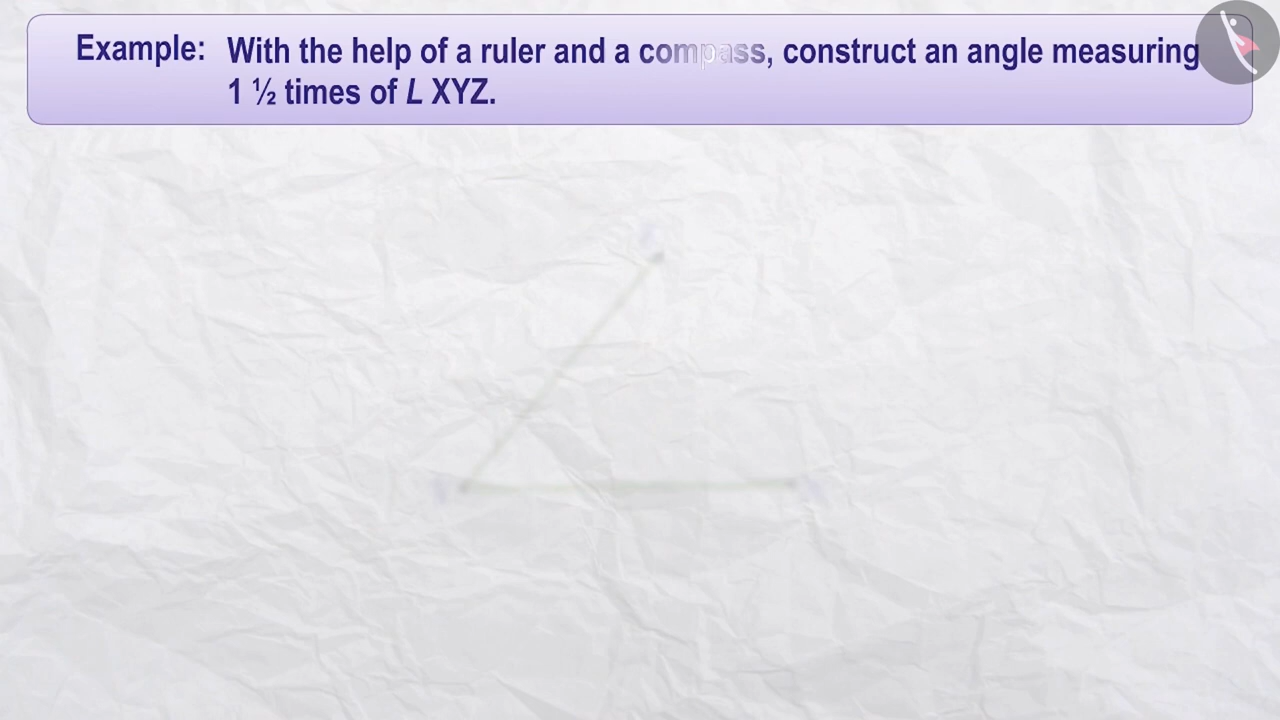 Example: With the help of a ruler and a compass, construct an angle measuring
1 ½ times of L XYZ.